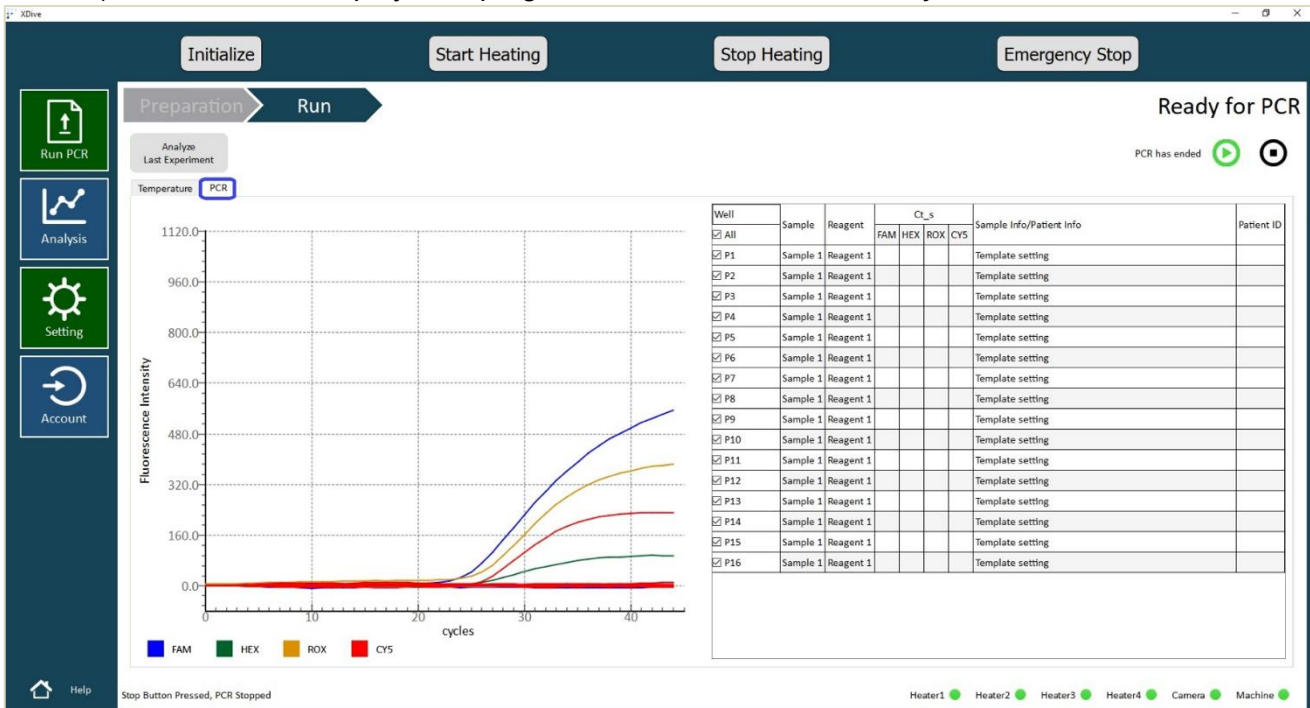 XDive
Initialize
Start Heating
Stop Heating
Emergency Stop
Run PCR
Analysis
Setting
Account
Help
Preparation
Run
Ready for PCR
Analyze
Last Experiment
PCR has ended
Temperature
PCR
Fluorescence Intensity
1120.0
960.0
800.0
640.0
480.0
320.0
160.0
0.0
0 10 20 30 40
cycles
FAM HEX ROX CY5
Well Sample Reagent Ct_s Sample Info/Patient Info Patient ID
All FAM HEX ROX CY5
P1 Sample 1 Reagent 1 Template setting
P2 Sample 1 Reagent 1 Template setting
P3 Sample 1 Reagent 1 Template setting
P4 Sample 1 Reagent 1 Template setting
P5 Sample 1 Reagent 1 Template setting
P6 Sample 1 Reagent 1 Template setting
P7 Sample 1 Reagent 1 Template setting
P8 Sample 1 Reagent 1 Template setting
P9 Sample 1 Reagent 1 Template setting
P10 Sample 1 Reagent 1 Template setting
P11 Sample 1 Reagent 1 Template setting
P12 Sample 1 Reagent 1 Template setting
P13 Sample 1 Reagent 1 Template setting
P14 Sample 1 Reagent 1 Template setting
P15 Sample 1 Reagent 1 Template setting
P16 Sample 1 Reagent 1 Template setting
Stop Button Pressed, PCR Stopped
Heater1 Heater2 Heater3 Heater4 Camera Machine